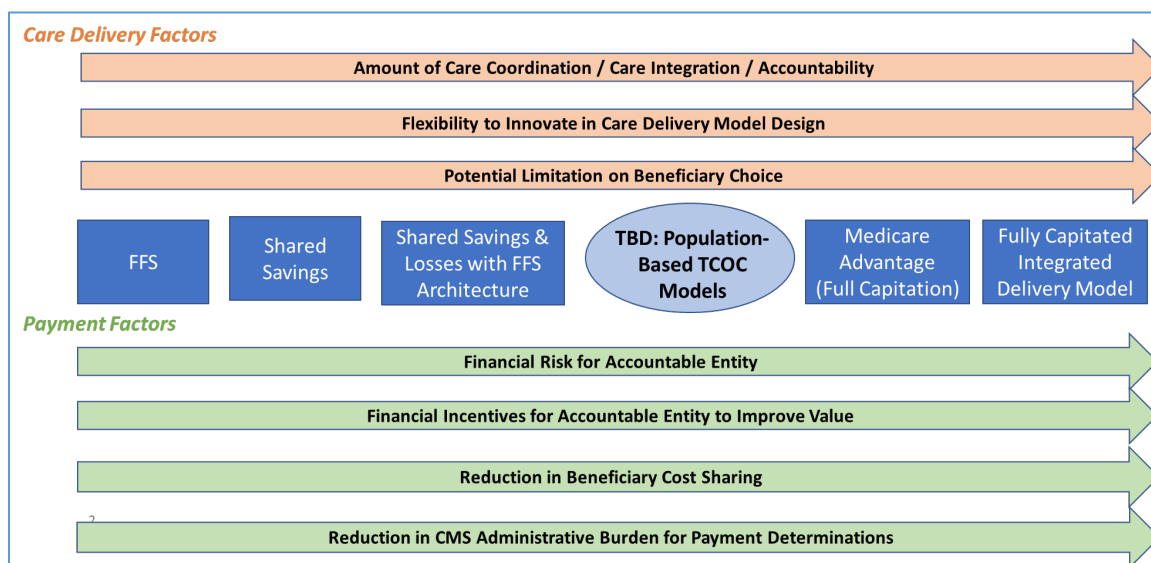 Care Delivery Factors
Amount of Care Coordination / Care Integration / Accountability
Flexibility to Innovate in Care Delivery Model Design
Potential Limitation on Beneficiary Choice
FFS
Shared
Savings
Shared Savings &
Losses with FFS
Architecture
TBD: Population-
Based TCOC
Models
Medicare
Advantage
(Full Capitation)
Fully Capitated
Integrated
Delivery Model
Payment Factors
Financial Risk for Accountable Entity
Financial Incentives for Accountable Entity to Improve Value
Reduction in Beneficiary Cost Sharing
2
Reduction in CMS Administrative Burden for Payment Determinations